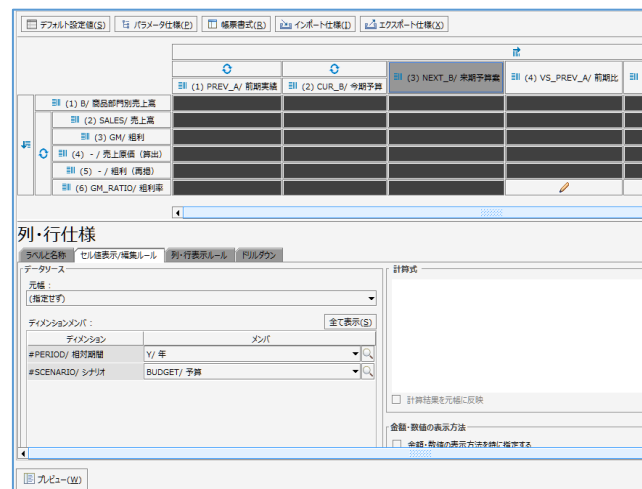 デフォルト設定値(S) パラメータ仕様(P) 帳票書式(R) インポート仕様(I) エクスポート仕様(X)
(1) PREV_A/ 前期実績 (2) CUR_B/ 今期予算 (3) NEXT_B/ 来期予算案 (4) VS_PREV_A/ 前期比
(1) B/ 商品部門別売上高
(2) SALES/ 売上高
(3) GM/ 粗利
(4) - / 売上原価（算出）
(5) - / 粗利（再掲）
(6) GM_RATIO/ 粗利率
列・行仕様
ラベルと名称 セル値表示/編集ルール 列・行表示ルール ドリルダウン
データソース
元帳：
(指定せず)
ディメンションメンバ： 全て表示(S)
ディメンション メンバ
#PERIOD/ 相対期間 Y/ 年
#SCENARIO/ シナリオ BUDGET/ 予算
計算式
計算結果を元帳に反映
金額・数値の表示方法
金額・数値の表示方法を特に指定する
プレビュー(W)